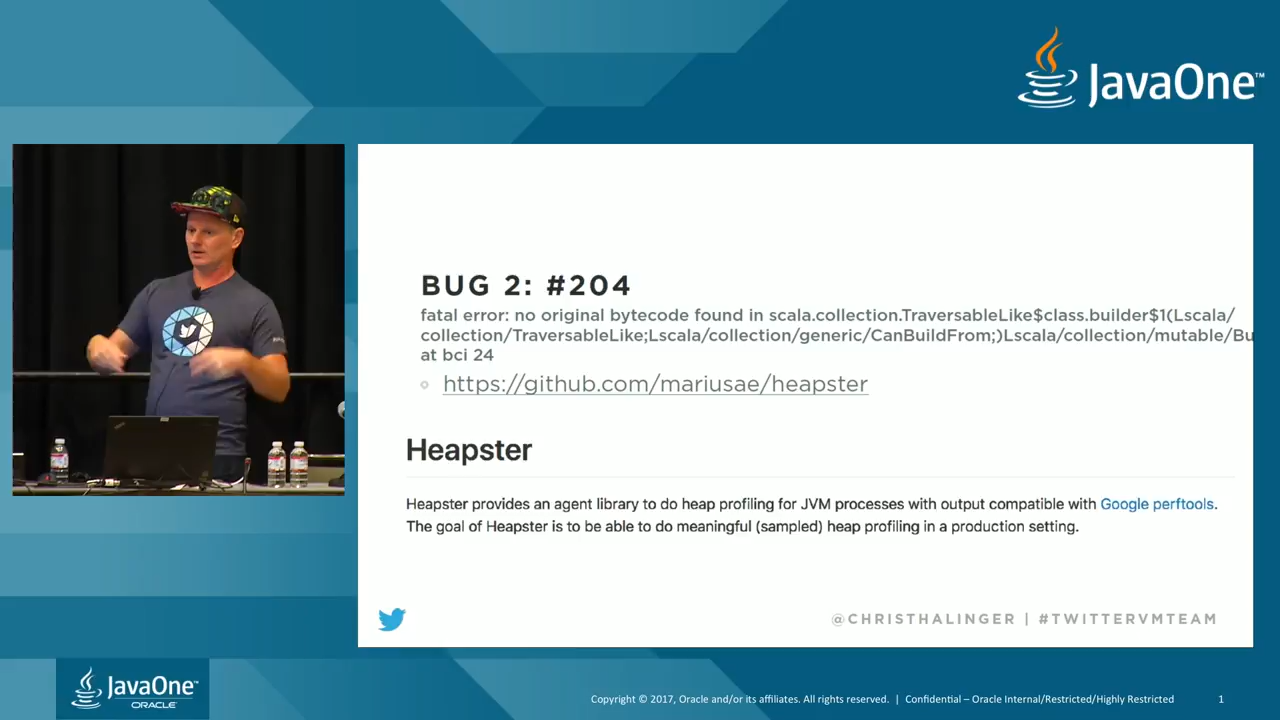 JavaOne™
BUG 2: #204
fatal error: no original bytecode found in scala.collection.TraversableLike$class.builder$1(Lscala/
collection/TraversableLike;Lscala/collection/generic/CanBuildFrom;)Lscala/collection/mutable/Bu
at bci 24
https://github.com/mariusae/heapster
Heapster
Heapster provides an agent library to do heap profiling for JVM processes with output compatible with Google perftools.
The goal of Heapster is to be able to do meaningful (sampled) heap profiling in a production setting.
@CHRISTHALINGER | #TWITTERVMTEAM
JavaOne™
ORACLE
Copyright © 2017, Oracle and/or its affiliates. All rights reserved. | Confidential – Oracle Internal/Restricted/Highly Restricted 1